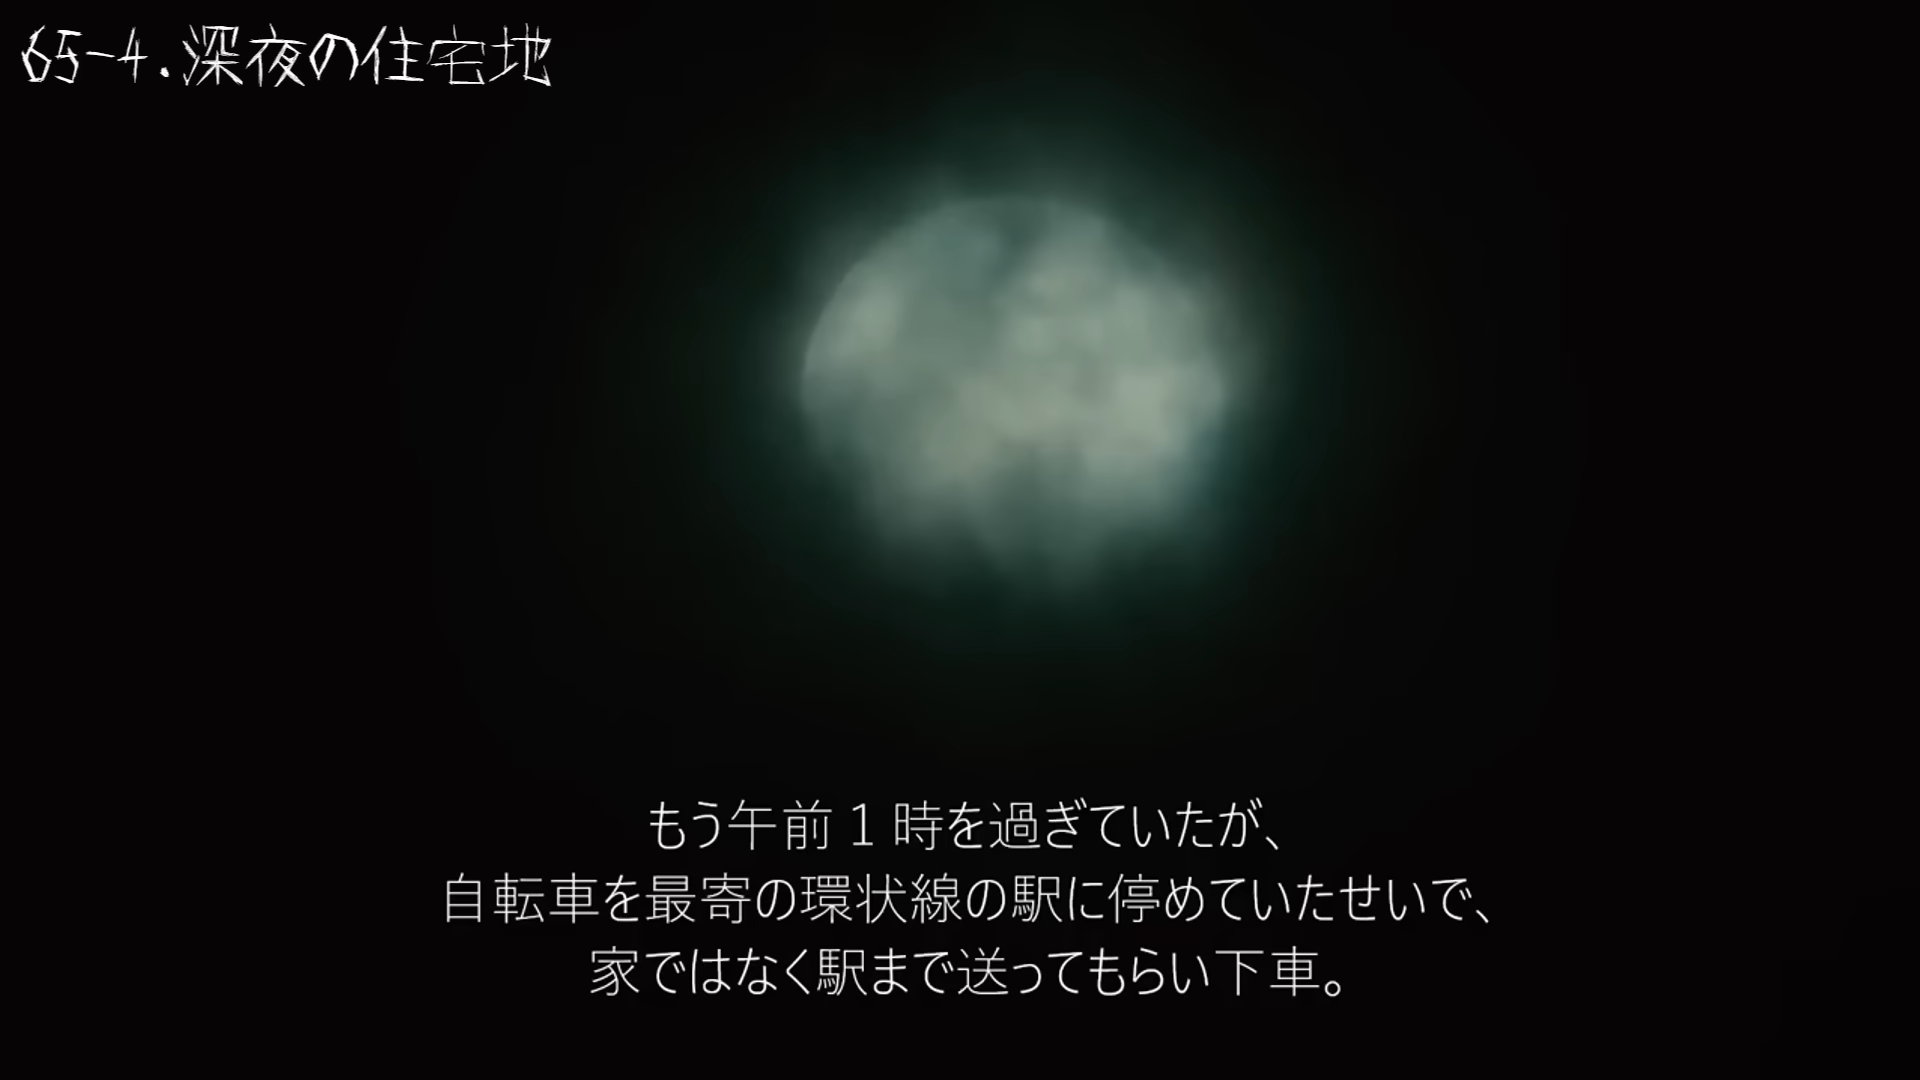 65-4.深夜の住宅地
もう午前1時を過ぎていたが、
自転車を最寄の環状線の駅に停めていたせいで、
家ではなく駅まで送ってもらい下車。